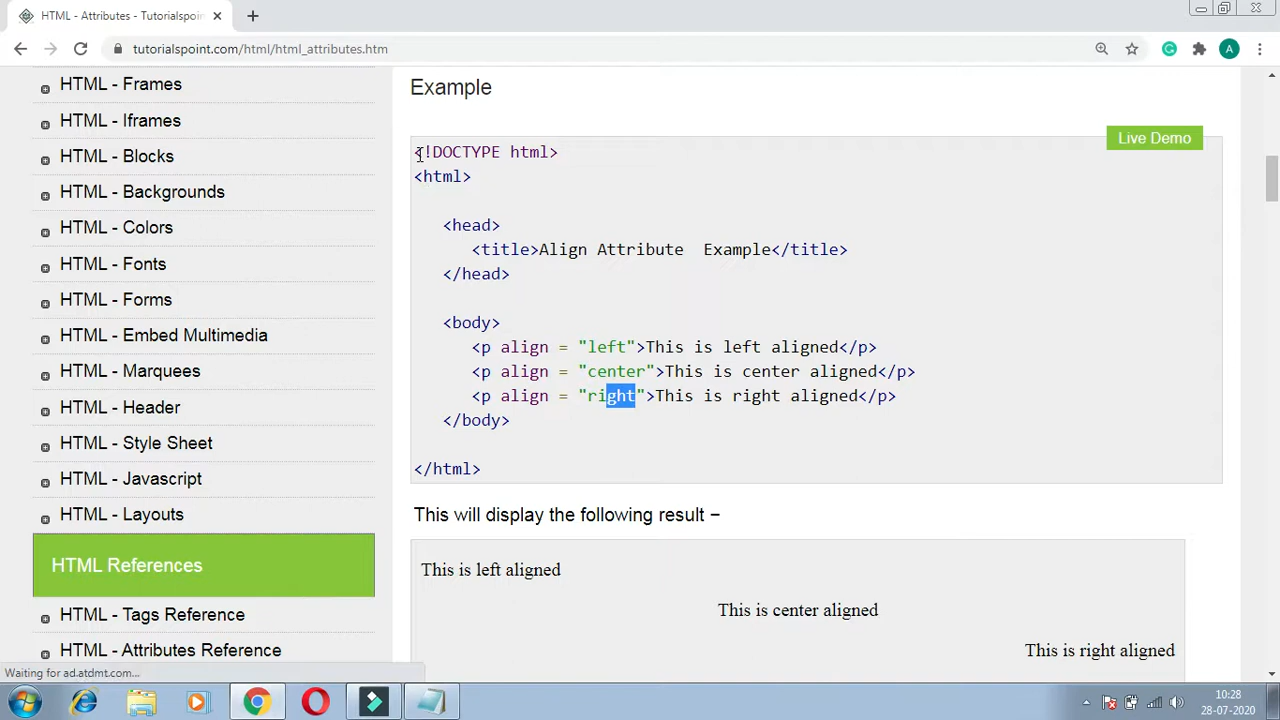 HTML - Attributes - Tutorialspoin
tutorialspoint.com/html/html_attributes.htm
A
HTML - Frames
HTML - Iframes
HTML - Blocks
HTML - Backgrounds
HTML - Colors
HTML - Fonts
HTML - Forms
HTML - Embed Multimedia
HTML - Marquees
HTML - Header
HTML - Style Sheet
HTML - Javascript
HTML - Layouts
HTML References
HTML - Tags Reference
HTML - Attributes Reference
Example
Live Demo
<!DOCTYPE html>
<html>
<head>
<title>Align Attribute  Example</title>
</head>
<body>
<p align = "left">This is left aligned</p>
<p align = "center">This is center aligned</p>
<p align = "right">This is right aligned</p>
</body>
</html>
This will display the following result −
This is left aligned
This is center aligned
This is right aligned
Waiting for ad.atdmt.com...
10:28
28-07-2020